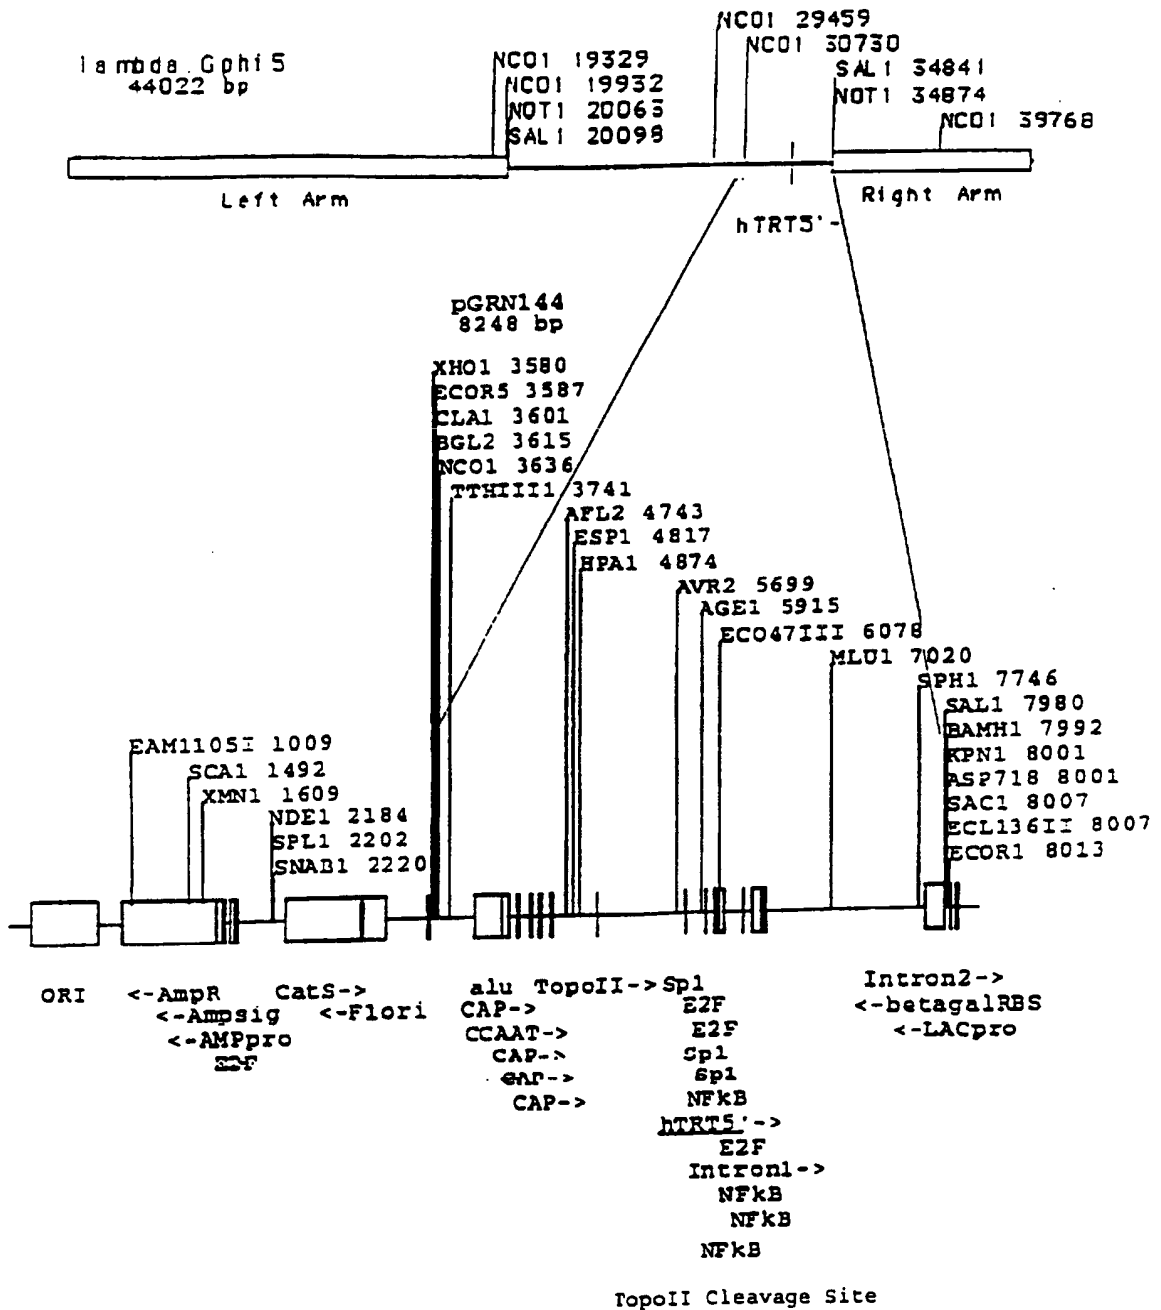 lambda Gphi5
44022 bp
NCO1 19329
NCO1 19932
NOT1 20063
SAL1 20098
NCO1 29459
NCO1 30730
SAL1 34841
NOT1 34874
NCO1 39768
Left Arm
Right Arm
hTRT5'-
pGRN144
8248 bp
XHO1 3580
ECOR5 3587
CLA1 3601
BGL2 3615
NCO1 3636
TTHIII1 3741
AFL2 4743
ESP1 4817
HPA1 4874
AVR2 5699
AGE1 5915
ECO47III 6078
MLU1 7020
SPH1 7746
SAL1 7980
BAMH1 7992
KPN1 8001
ASP718 8001
SAC1 8007
ECL136II 8007
ECOR1 8013
EAM1105I 1009
SCA1 1492
XMN1 1609
NDE1 2184
SPL1 2202
SNAB1 2220
ORI
<-AmpR
<-Ampsig
<-AMPpro
CatS->
<-Flori
alu
CAP->
CCAAT->
CAP->
CAP->
CAP->
TopoII->
Sp1
E2F
E2F
Sp1
Sp1
NFkB
hTRT5'->
E2F
Intron1->
NFkB
NFkB
NFkB
Intron2->
<-betagalRBS
<-LACpro
TopoII Cleavage Site